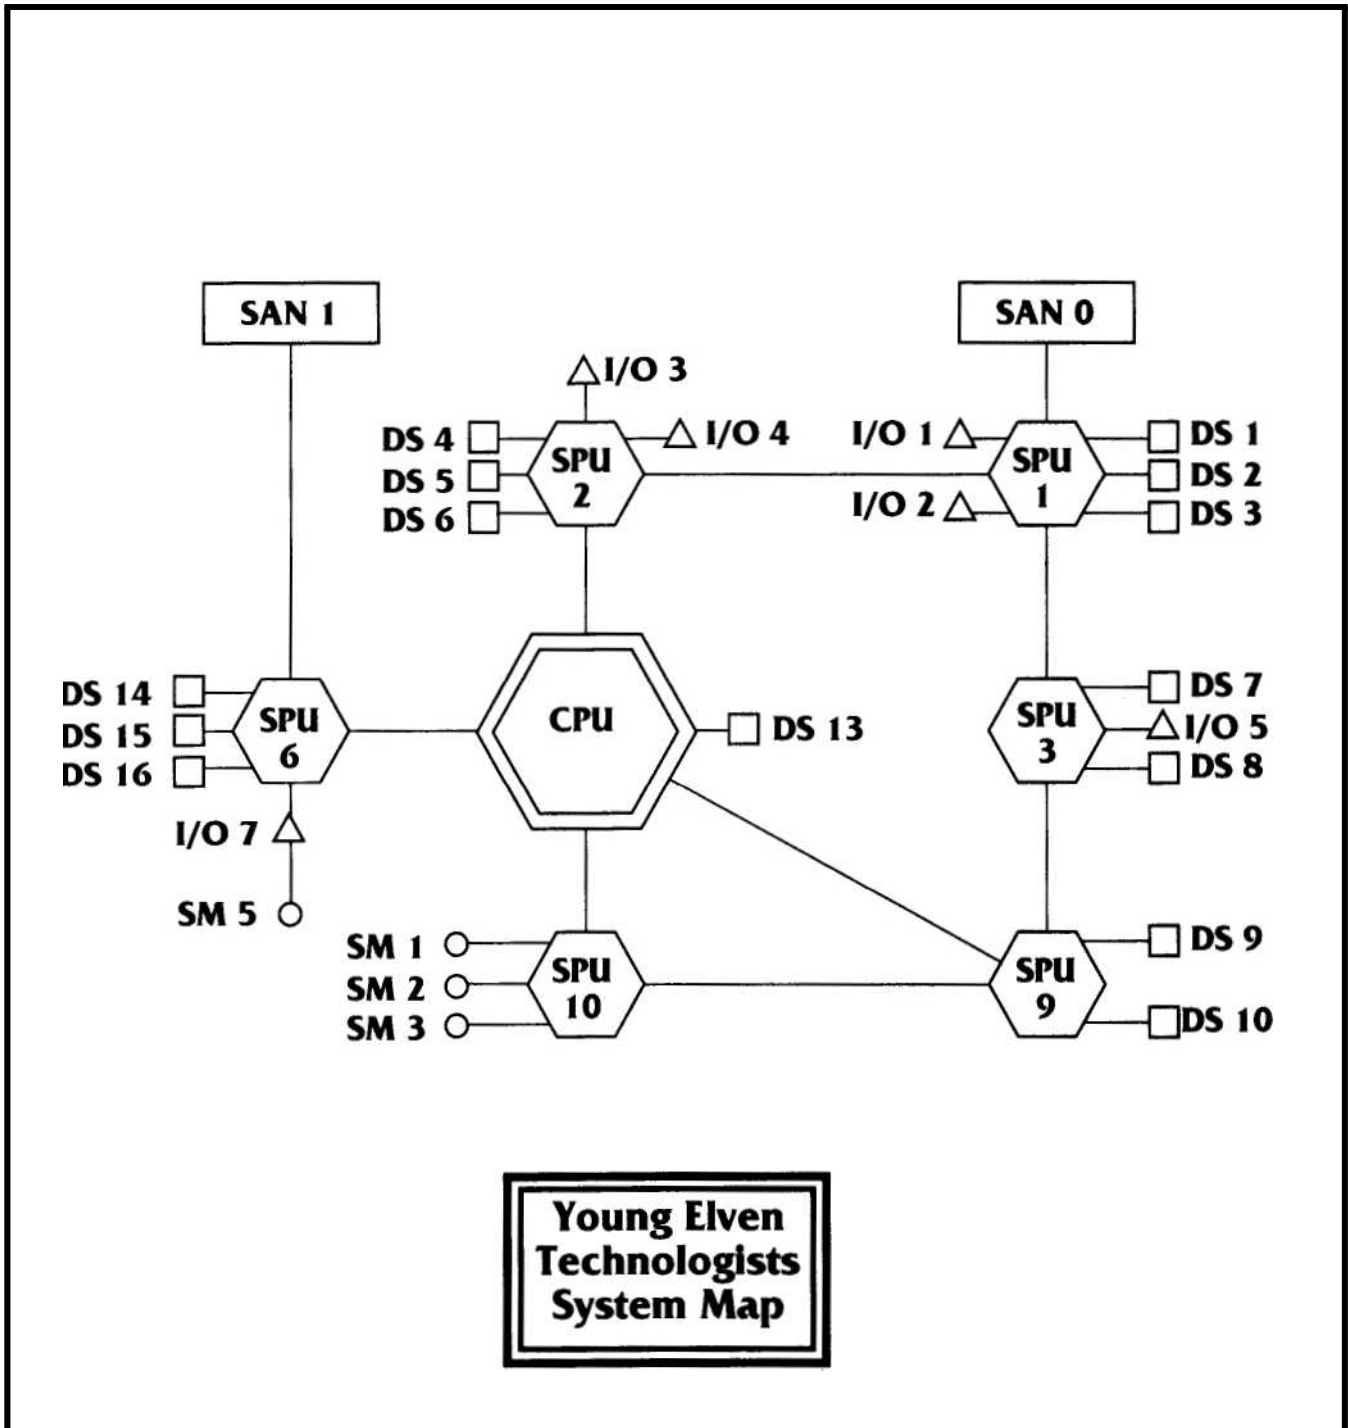 SAN 1
SAN 0
I/O 3
DS 4
I/O 4
SPU
2
DS 5
DS 6
I/O 1
SPU
1
I/O 2
DS 1
DS 2
DS 3
DS 14
DS 15
DS 16
SPU
6
I/O 7
SM 5
CPU
DS 13
SPU
3
DS 7
I/O 5
DS 8
SM 1
SM 2
SM 3
SPU
10
SPU
9
DS 9
DS 10
Young Elven
Technologists
System Map